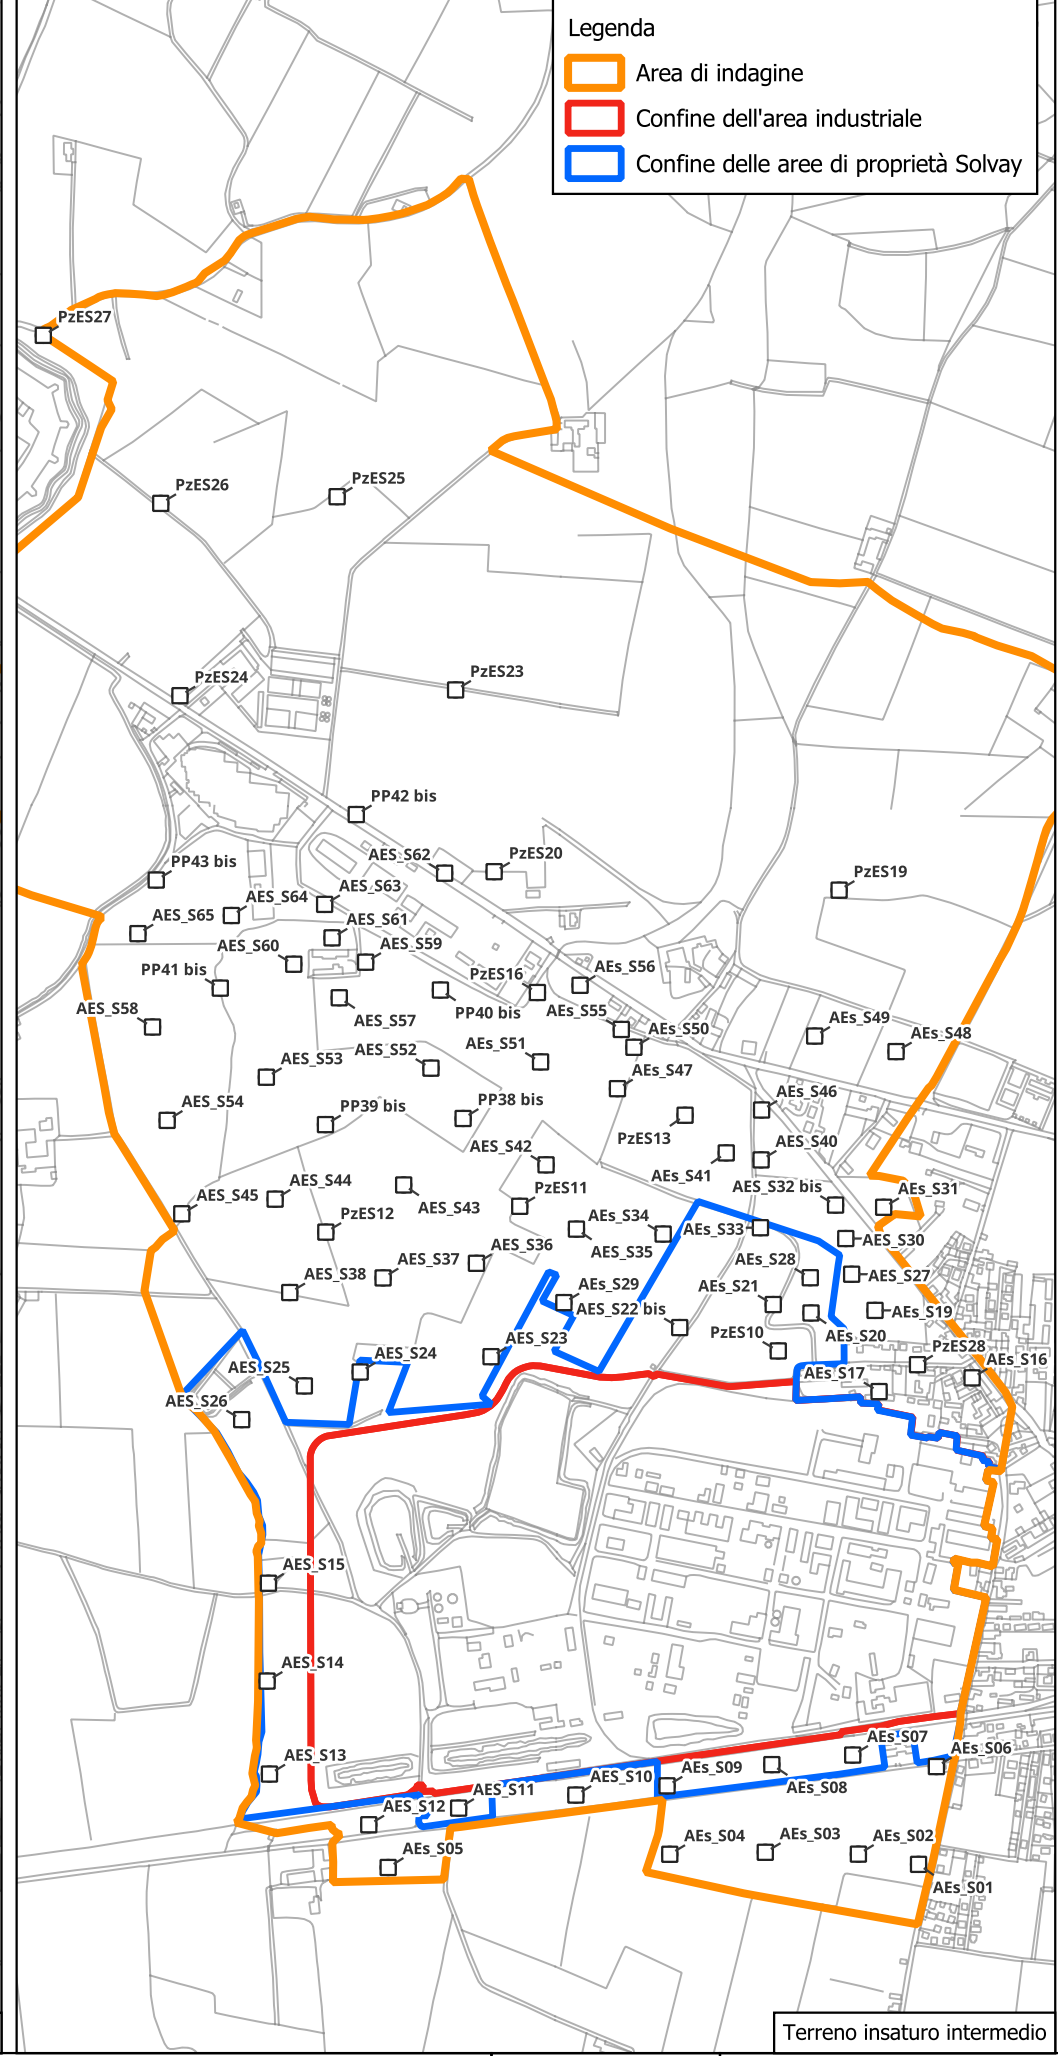 Legenda
Area di indagine
Confine dell'area industriale
Confine delle aree di proprietà Solvay
PzES27
PzES26
PzES25
PzES24
PzES23
PP42 bis
PP43 bis
AES_S62
PzES20
PzES19
AES_S64
AES_S63
AES_S65
AES_S61
AES_S60
AES_S59
PP41 bis
PzES16
AEs_S56
AES_S58
AES_S57
PP40 bis
AEs_S55
AEs_S50
AEs_S49
AEs_S48
AES_S53
AES_S52
AEs_S51
AEs_S47
AES_S54
PP39 bis
PP38 bis
AEs_S46
PzES13
AES_S42
AEs_S41
AES_S40
AES_S45
AES_S44
AES_S43
PzES11
AES_S32 bis
AEs_S31
PzES12
AEs_S34
AES_S35
AEs_S33
AES_S30
AES_S38
AES_S37
AES_S36
AES_S28
AES_S27
AES_S29
AES_S21
AES_S22 bis
AEs_S19
AEs_S20
PzES10
AES_S23
AES_S24
PzES28
AES_S25
AEs_S17
AEs_S16
AES_S26
AES_S15
AES_S14
AES_S13
AEs_S07
AEs_S06
AEs_S09
AEs_S08
AES_S10
AES_S11
AES_S12
AEs_S05
AEs_S04
AEs_S03
AEs_S02
AEs_S01
Terreno insaturo intermedio